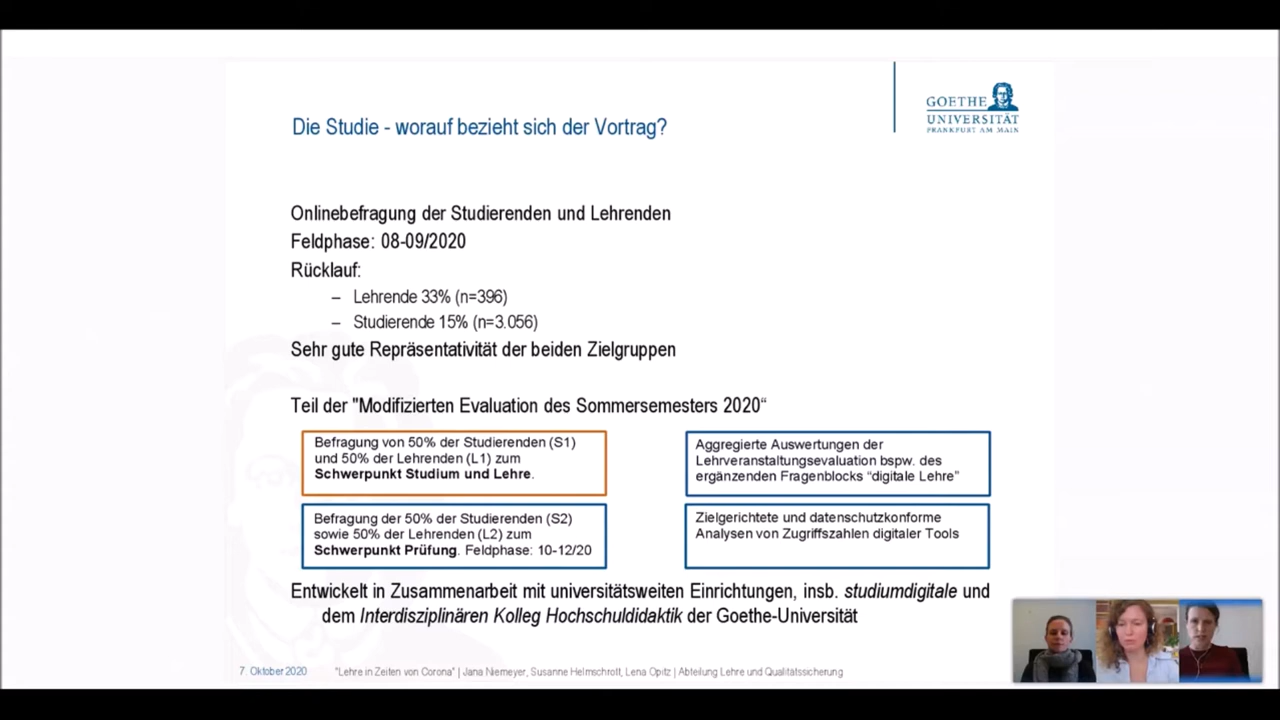 GOETHE
UNIVERSITÄT
FRANKFURT AM MAIN
Die Studie - worauf bezieht sich der Vortrag?
Onlinebefragung der Studierenden und Lehrenden
Feldphase: 08-09/2020
Rücklauf:
– Lehrende 33% (n=396)
– Studierende 15% (n=3.056)
Sehr gute Repräsentativität der beiden Zielgruppen
Teil der "Modifizierten Evaluation des Sommersemesters 2020“
Befragung von 50% der Studierenden (S1)
und 50% der Lehrenden (L1) zum
Schwerpunkt Studium und Lehre.
Aggregierte Auswertungen der
Lehrveranstaltungsevaluation bspw. des
ergänzenden Fragenblocks “digitale Lehre”
Befragung der 50% der Studierenden (S2)
sowie 50% der Lehrenden (L2) zum
Schwerpunkt Prüfung. Feldphase: 10-12/20
Zielgerichtete und datenschutzkonforme
Analysen von Zugriffszahlen digitaler Tools
Entwickelt in Zusammenarbeit mit universitätsweiten Einrichtungen, insb. studiumdigitale und
dem Interdisziplinären Kolleg Hochschuldidaktik der Goethe-Universität
7. Oktober 2020 "Lehre in Zeiten von Corona" | Jana Niemeyer, Susanne Helmschrott, Lena Opitz | Abteilung Lehre und Qualitätssicherung